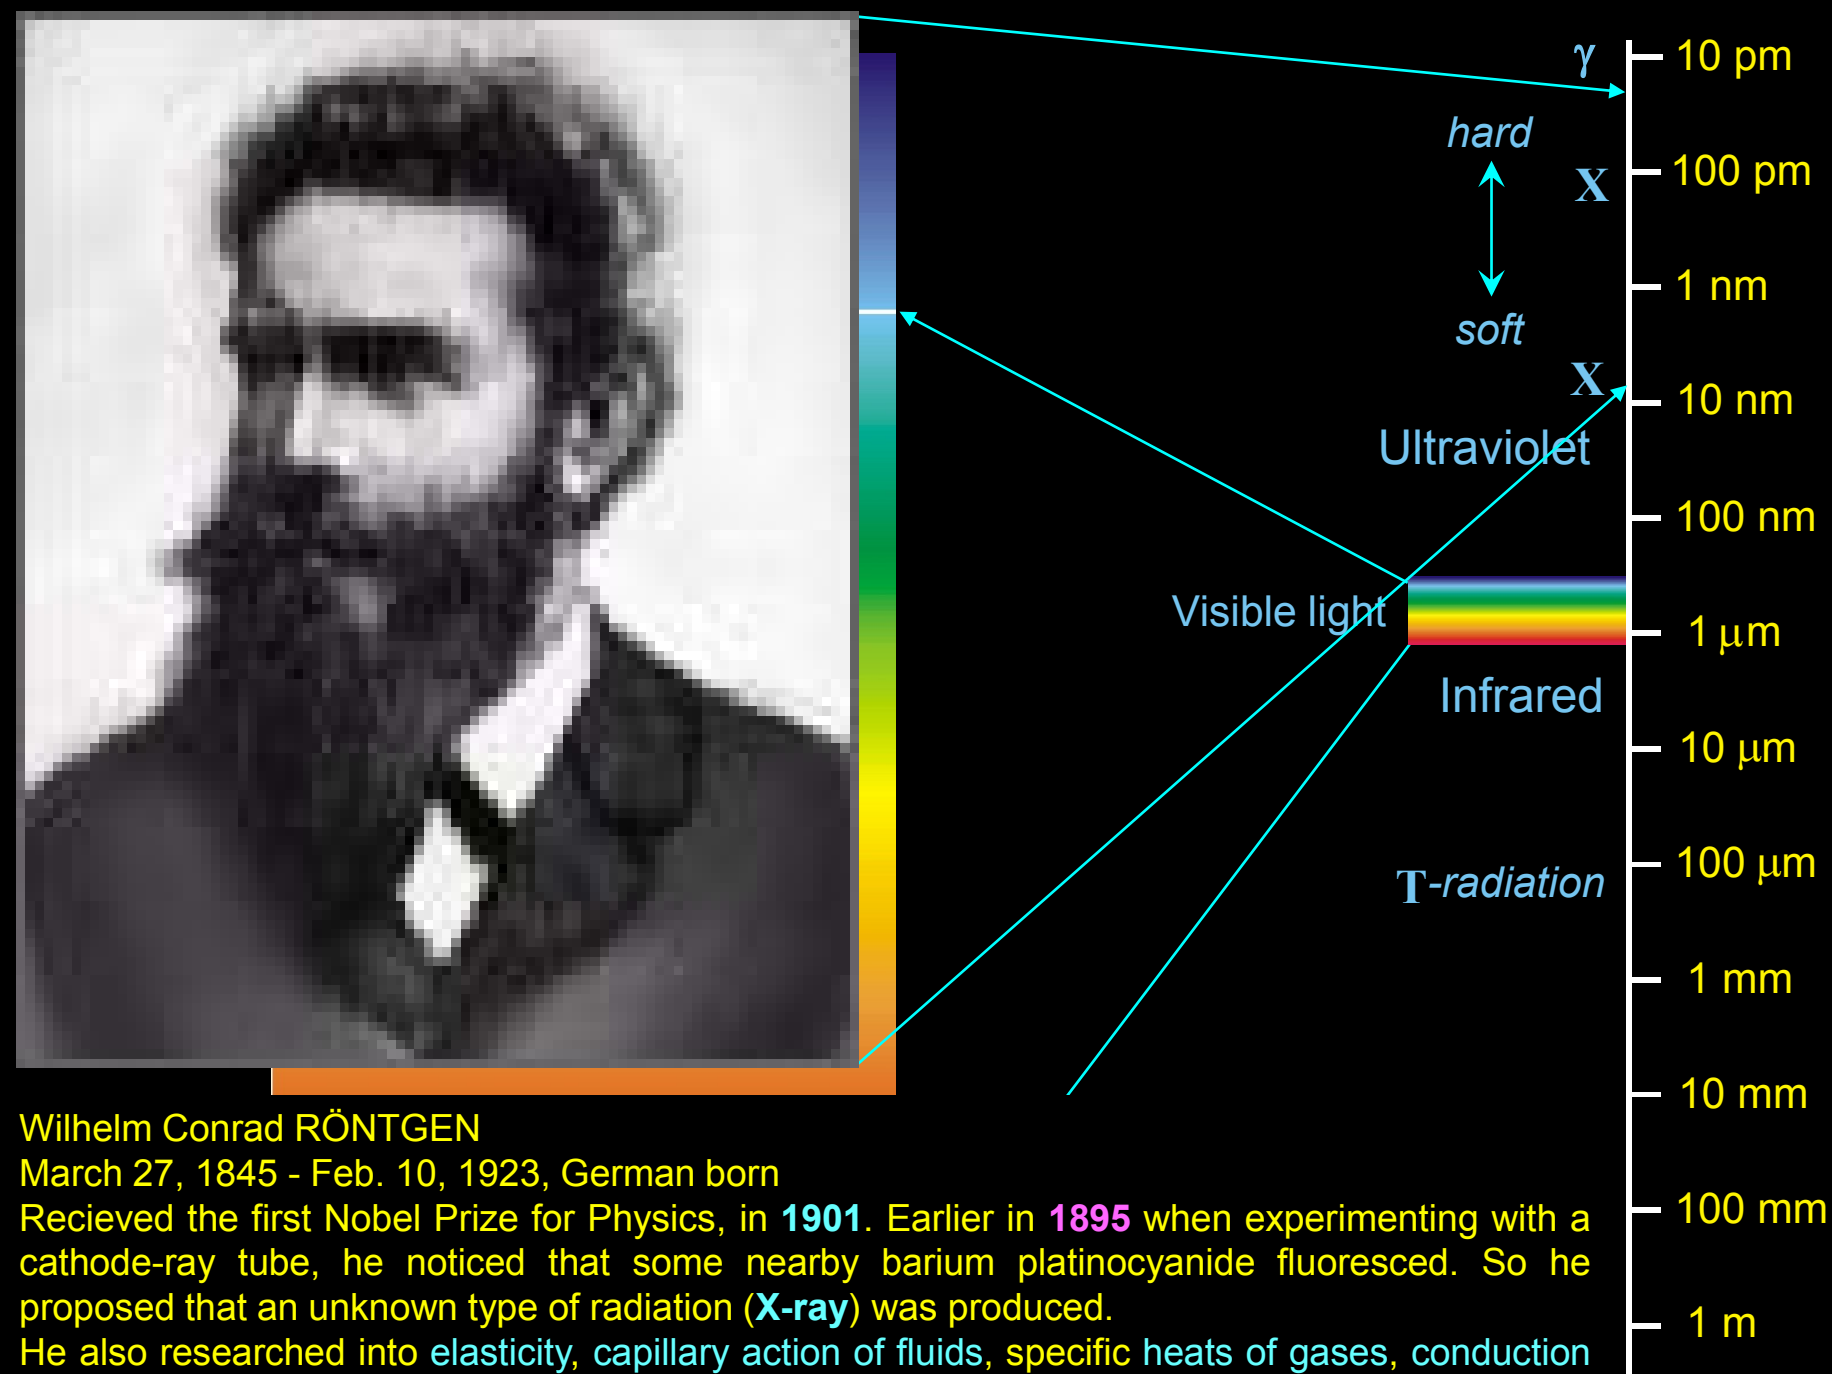 γ
10 pm
hard
100 pm
X
1 nm
soft
X
10 nm
Ultraviolet
100 nm
Visible light
1 μm
Infrared
10 μm
100 μm
T-radiation
1 mm
10 mm
Wilhelm Conrad RÖNTGEN
March 27, 1845 - Feb. 10, 1923, German born
Recieved the first Nobel Prize for Physics, in 1901. Earlier in 1895 when experimenting with a
100 mm
cathode-ray tube, he noticed that some nearby barium platinocyanide fluoresced. So he
proposed that an unknown type of radiation (X-ray) was produced.
1 m
He also researched into elasticity, capillary action of fluids, specific heats of gases, conduction